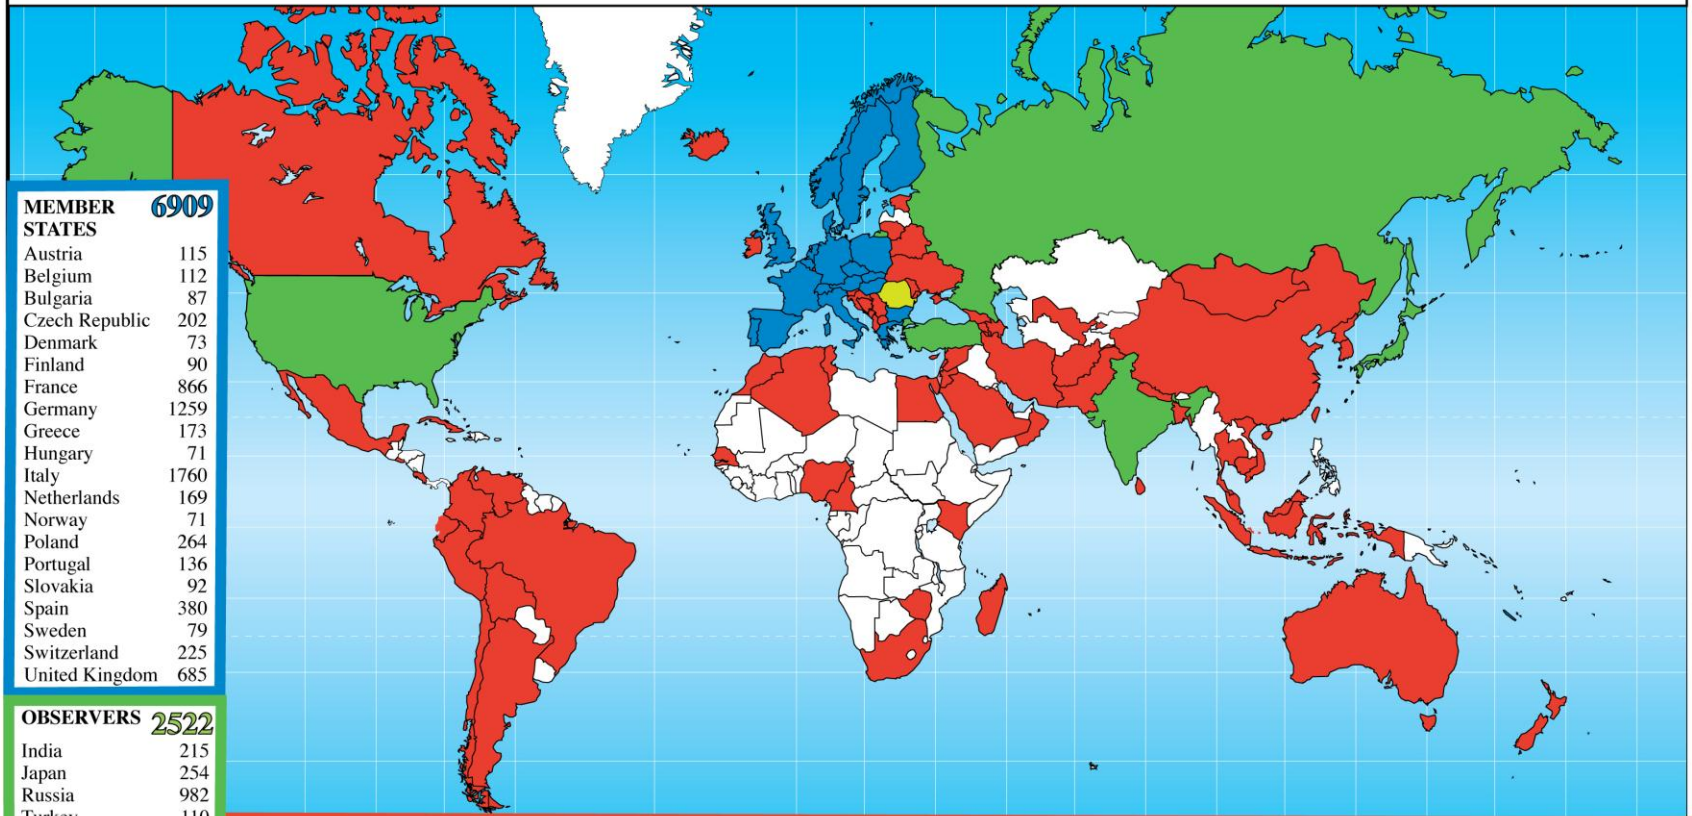 MEMBER 6909
STATES
Austria 115
Belgium 112
Bulgaria 87
Czech Republic 202
Denmark 73
Finland 90
France 866
Germany 1259
Greece 173
Hungary 71
Italy 1760
Netherlands 169
Norway 71
Poland 264
Portugal 136
Slovakia 92
Spain 380
Sweden 79
Switzerland 225
United Kingdom 685
OBSERVERS 2522
India 215
Japan 254
Russia 982
Turkey 110